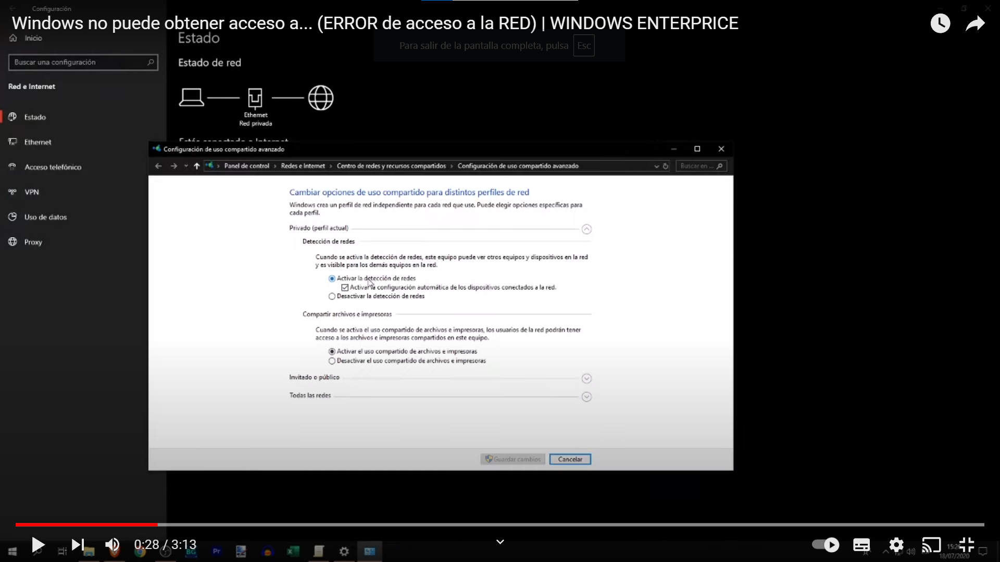 Configuración
Windows no puede obtener acceso a... (ERROR de acceso a la RED) | WINDOWS ENTERPRICE
Inicio
Estado
Para salir de la pantalla completa, pulsa Esc
Buscar una configuración
Estado de red
Red e Internet
Ethernet
Red privada
Estado
Ethernet
Acceso telefónico
VPN
Uso de datos
Proxy
Estás conectado a Internet
Configuración de uso compartido avanzado
Panel de control > Redes e Internet > Centro de redes y recursos compartidos > Configuración de uso compartido avanzado
Buscar en ...
Cambiar opciones de uso compartido para distintos perfiles de red
Windows crea un perfil de red independiente para cada red que use. Puede elegir opciones específicas para
cada perfil.
Privado (perfil actual)
Detección de redes
Cuando se activa la detección de redes, este equipo puede ver otros equipos y dispositivos en la red
y es visible para los demás equipos en la red.
Activar la detección de redes
Activar la configuración automática de los dispositivos conectados a la red.
Desactivar la detección de redes
Compartir archivos e impresoras
Cuando se activa el uso compartido de archivos e impresoras, los usuarios de la red podrán tener
acceso a los archivos e impresoras compartidos en este equipo.
Activar el uso compartido de archivos e impresoras
Desactivar el uso compartido de archivos e impresoras
Invitado o público
Todas las redes
Guardar cambios
Cancelar
0:28 / 3:13
BG
Pr
18/07/2020